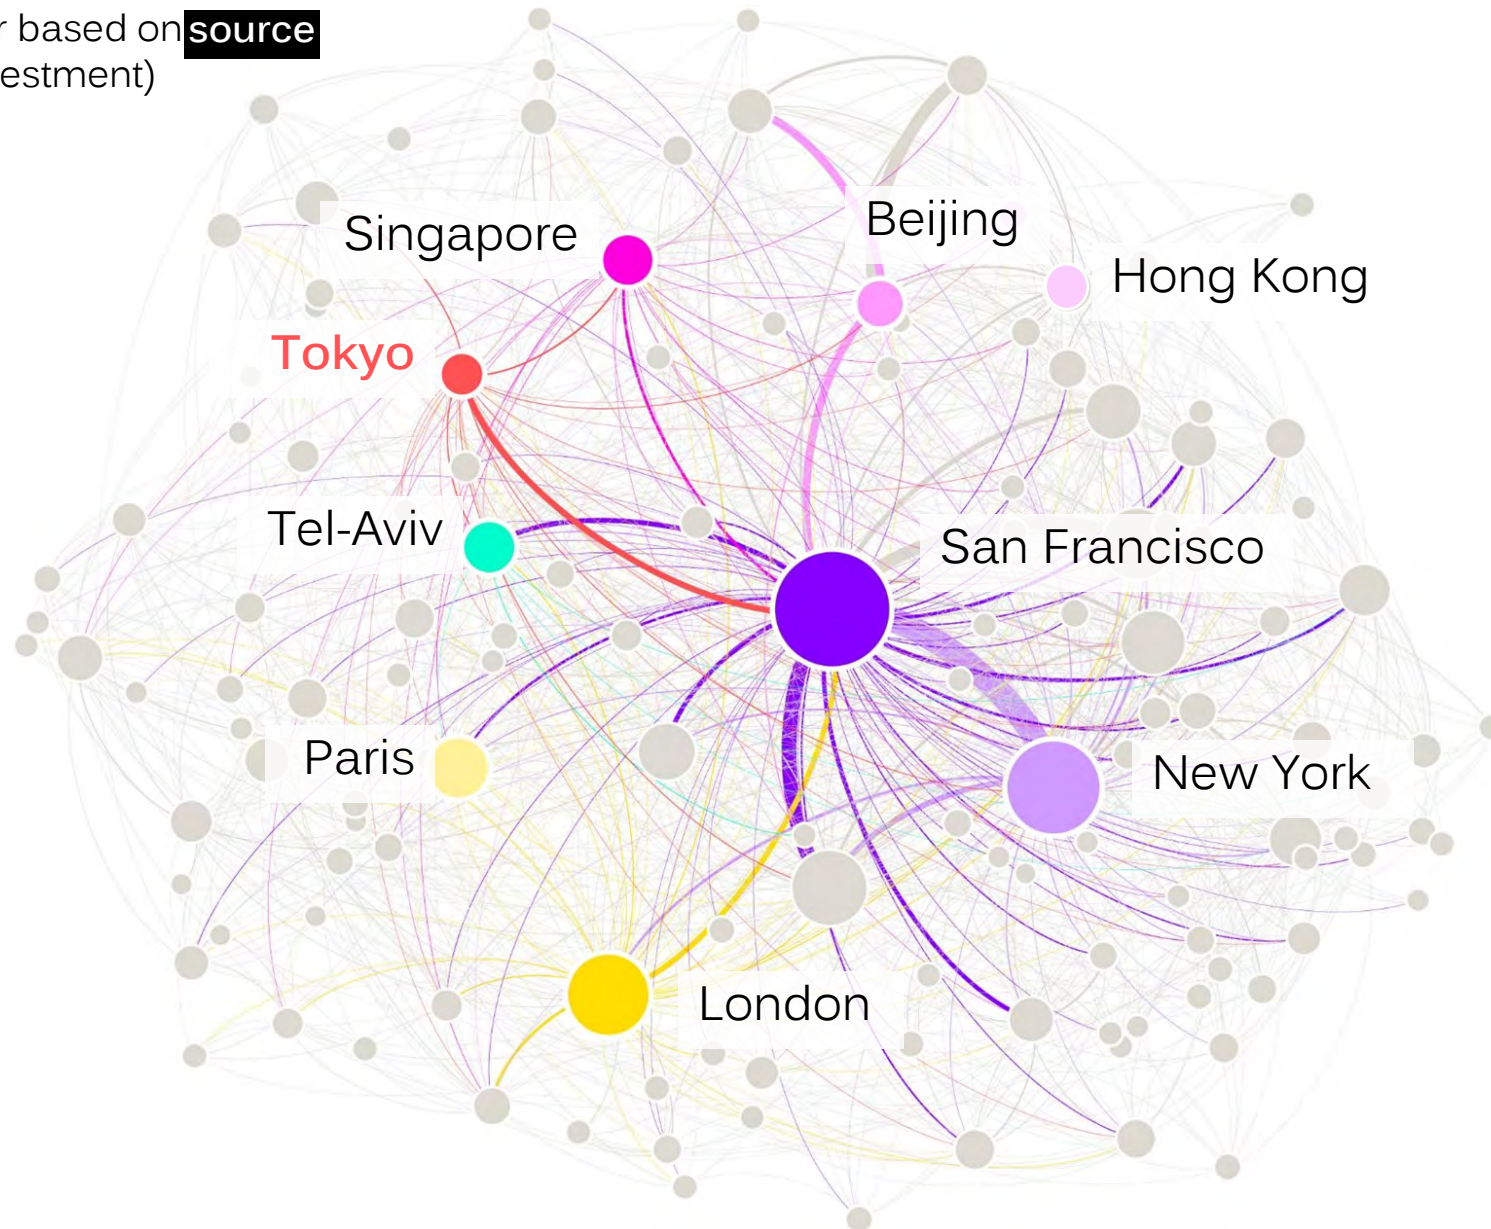 r based on source
estment)
Singapore
Beijing
Hong Kong
Tokyo
Tel-Aviv
San Francisco
Paris
New York
London